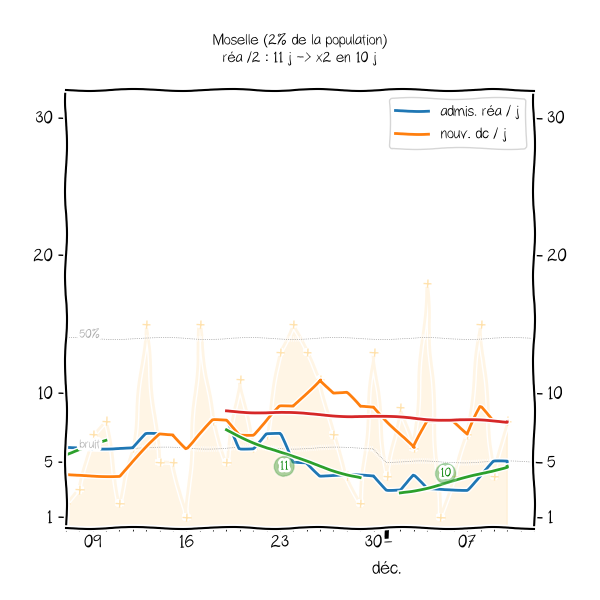 Moselle (2% de la population)
réa /2 : 11 j -> x2 en 10 j
admis. réa / j
nouv. dc / j
30 30
20 20
50%
10 10
bruit
11 10
5 5
1 1
09 16 23 30 07
déc.